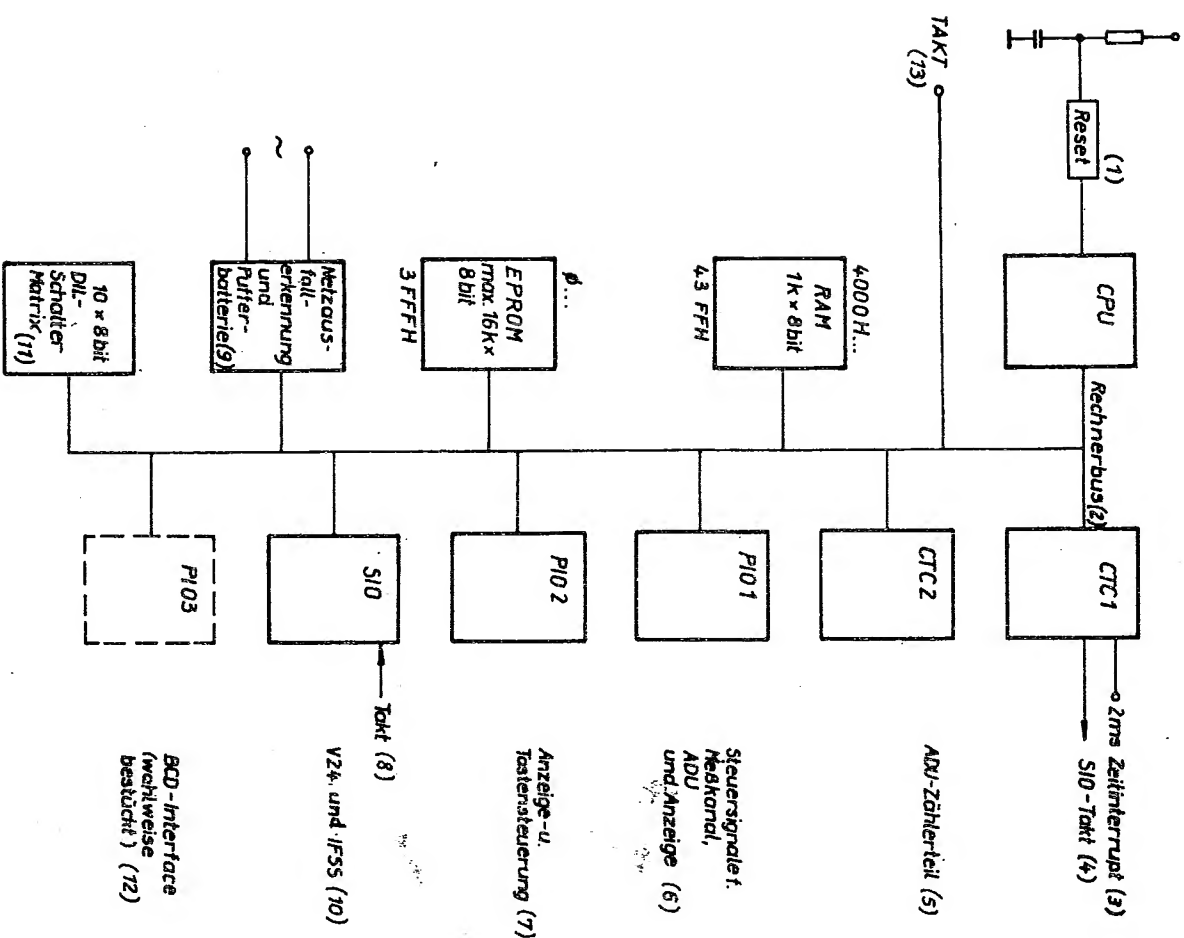 TAKT
(13)
Reset
(1)
CPU
Rechnerbus(2)
CTC1
2ms Zeitinterrupt (3)
SIO-Takt (4)
4000H...
RAM
1k x 8bit
43 FFH
CTC2
ADU-Zählerteil (5)
ø...
EPROM
max. 16k x
8bit
3FFFH
PIO1
Steuersignale f.
Meßkanal,
ADU
und Anzeige (6)
~
Netzaus-
fall-
erkennung
und
Puffer-
batterie(9)
PIO2
Anzeige-u.
Tastensteuerung (7)
SIO
Takt (8)
V24. und IFSS (10)
10 x 8bit
DIL-
Schalter
Matrix(11)
PIO3
BCD-Interface
(wahlweise
bestückt) (12)